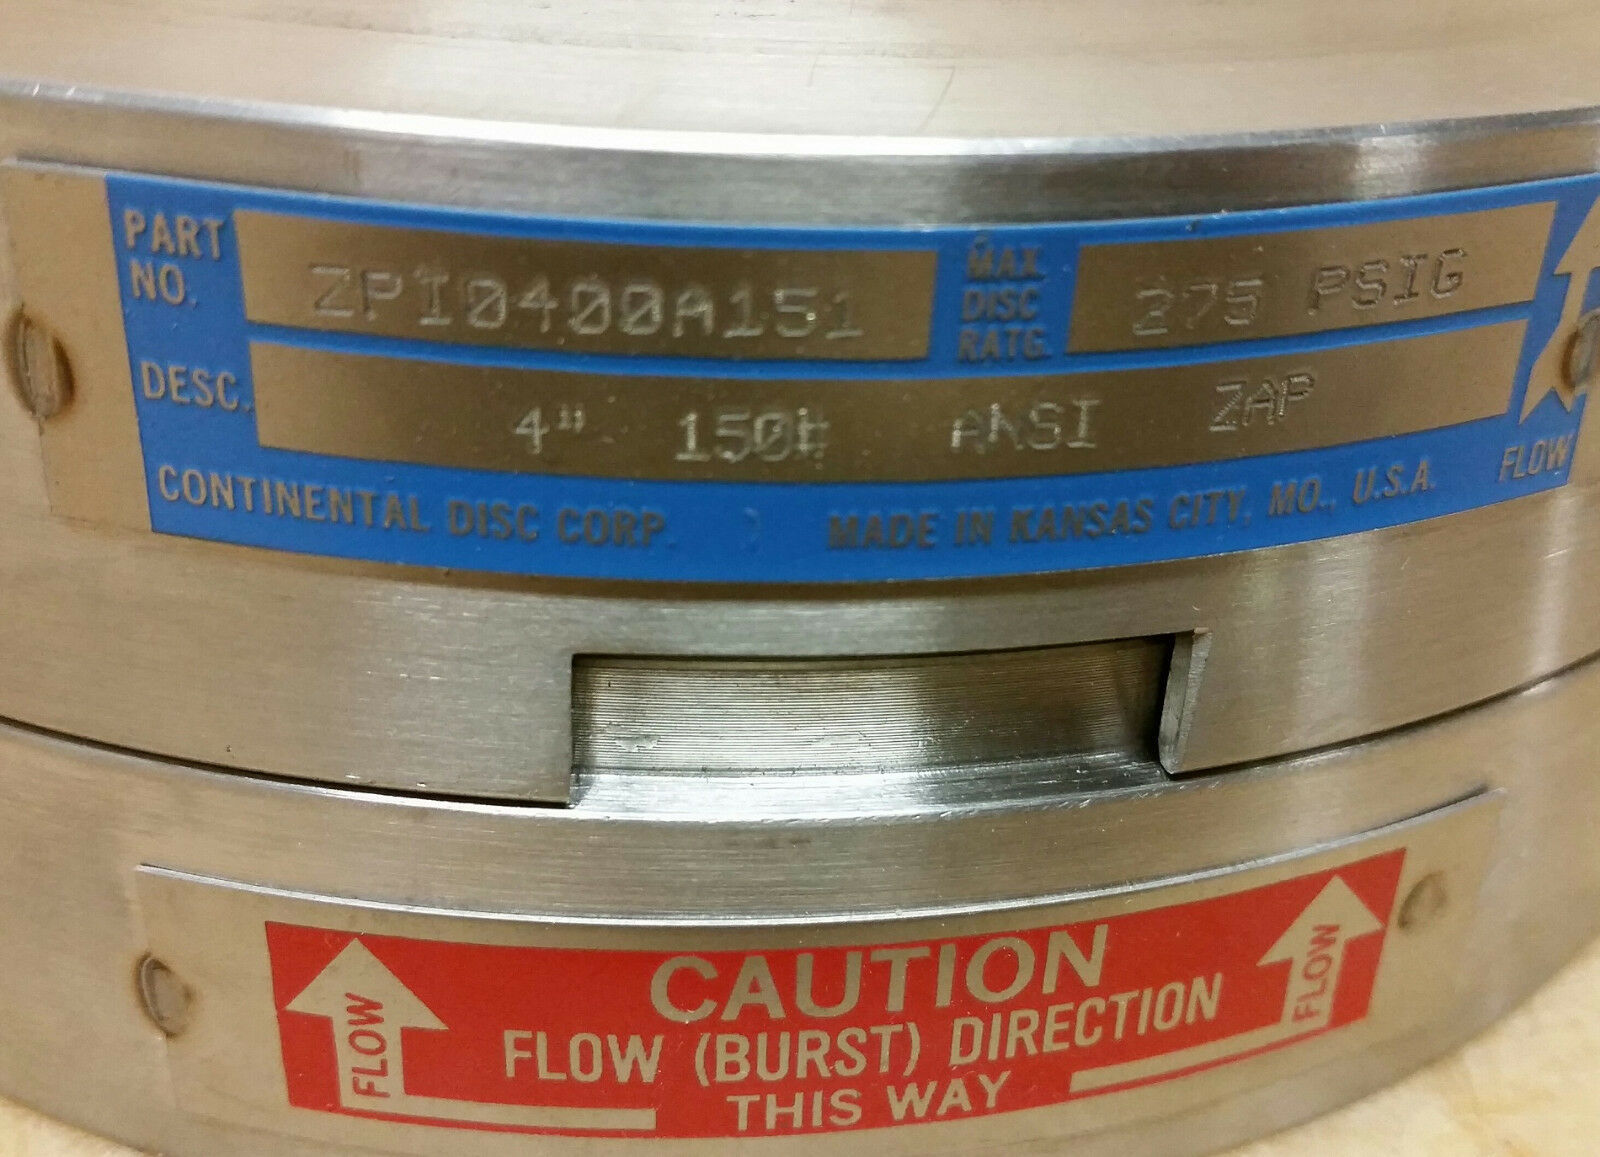 PART NO. ZPI0400A151 MAX. DISC RATG. 275 PSIG
DESC. 4" 150# ANSI ZAP
CONTINENTAL DISC CORP. MADE IN KANSAS CITY, MO., U.S.A. FLOW
CAUTION
FLOW (BURST) DIRECTION
THIS WAY
FLOW
FLOW